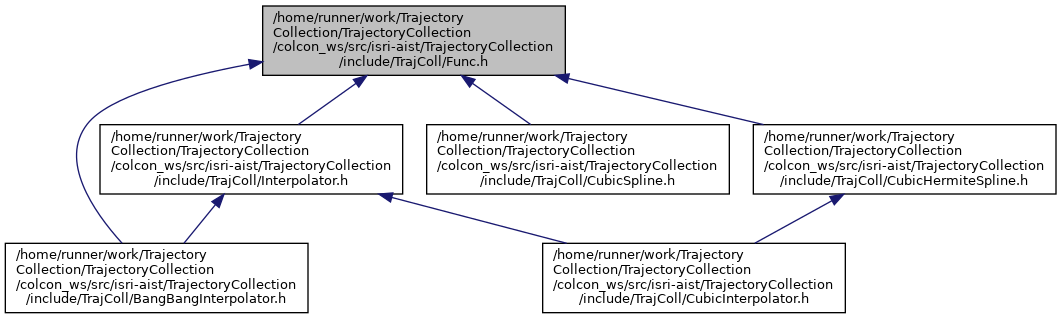 /home/runner/work/Trajectory
Collection/TrajectoryCollection
/colcon_ws/src/isri-aist/TrajectoryCollection
/include/TrajColl/Func.h
/home/runner/work/Trajectory
Collection/TrajectoryCollection
/colcon_ws/src/isri-aist/TrajectoryCollection
/include/TrajColl/Interpolator.h
/home/runner/work/Trajectory
Collection/TrajectoryCollection
/colcon_ws/src/isri-aist/TrajectoryCollection
/include/TrajColl/CubicSpline.h
/home/runner/work/Trajectory
Collection/TrajectoryCollection
/colcon_ws/src/isri-aist/TrajectoryCollection
/include/TrajColl/CubicHermiteSpline.h
/home/runner/work/Trajectory
Collection/TrajectoryCollection
/colcon_ws/src/isri-aist/TrajectoryCollection
/include/TrajColl/BangBangInterpolator.h
/home/runner/work/Trajectory
Collection/TrajectoryCollection
/colcon_ws/src/isri-aist/TrajectoryCollection
/include/TrajColl/CubicInterpolator.h